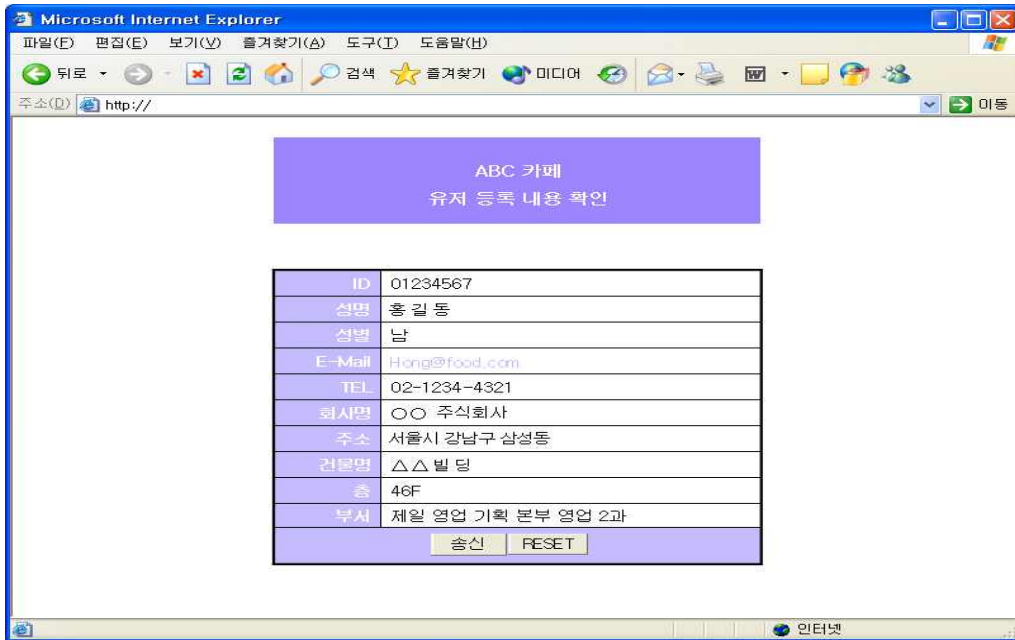 Microsoft Internet Explorer
파일(F) 편집(E) 보기(V) 즐겨찾기(A) 도구(T) 도움말(H)
뒤로 검색 즐겨찾기 미디어
주소(D) http:// 이동
ABC 카페
유저 등록 내용 확인
ID 01234567
성명 홍 길 동
성별 남
E-Mail Hong@food.com
TEL 02-1234-4321
회사명 ○○ 주식회사
주소 서울시 강남구 삼성동
건물명 △△빌딩
층 46F
부서 제일 영업 기획 본부 영업 2과
송신 RESET
인터넷